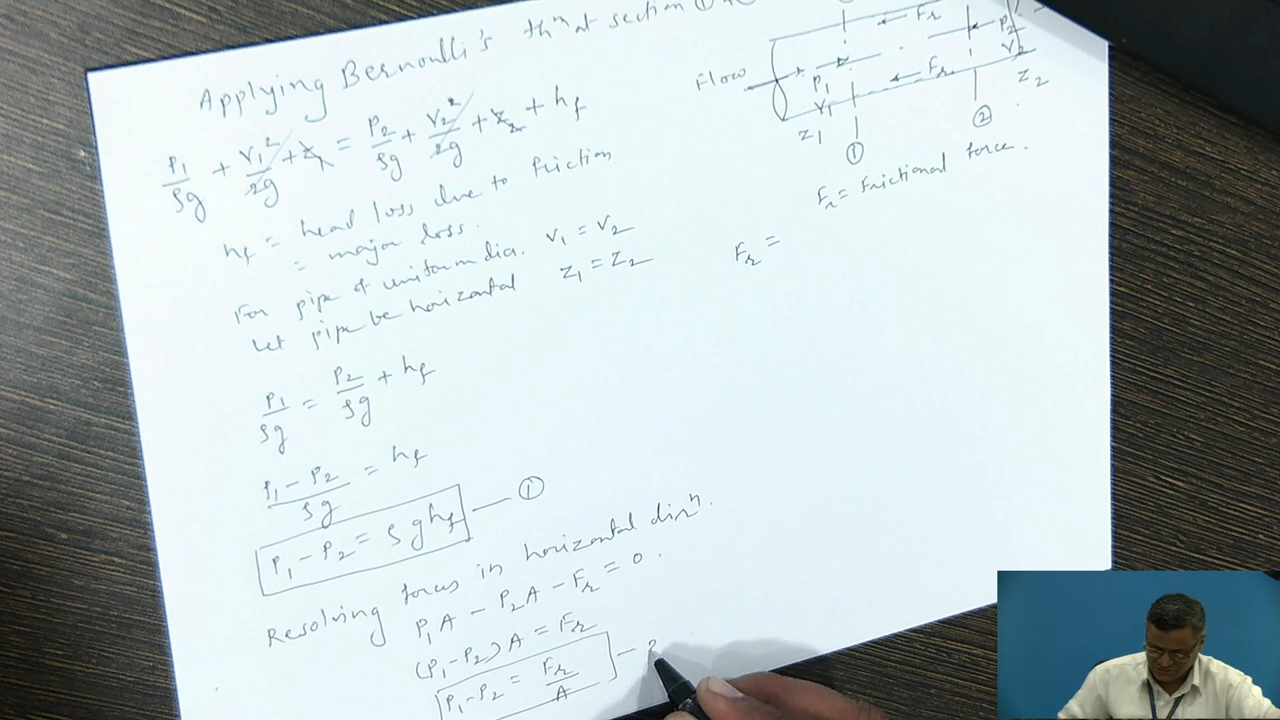 Applying Bernoulli's thm at section ①
P1/ρg + V1²/2g + Z1 = P2/ρg + V2²/2g + Z2 + hf
hf = head loss due to friction
= major loss.
For pipe of uniform dia. V1 = V2
Let pipe be horizontal Z1 = Z2
P1/ρg = P2/ρg + hf
(P1 - P2)/ρg = hf
P1 - P2 = ρghf — ①
Resolving forces in horizontal dirn.
P1A - P2A - Fr = 0.
(P1-P2)A = Fr
P1-P2 = Fr/A — 2
Flow
Fr
Fr
P1
V1
Z1
①
P2
V2
Z2
②
Fr = Frictional force.
Fr =